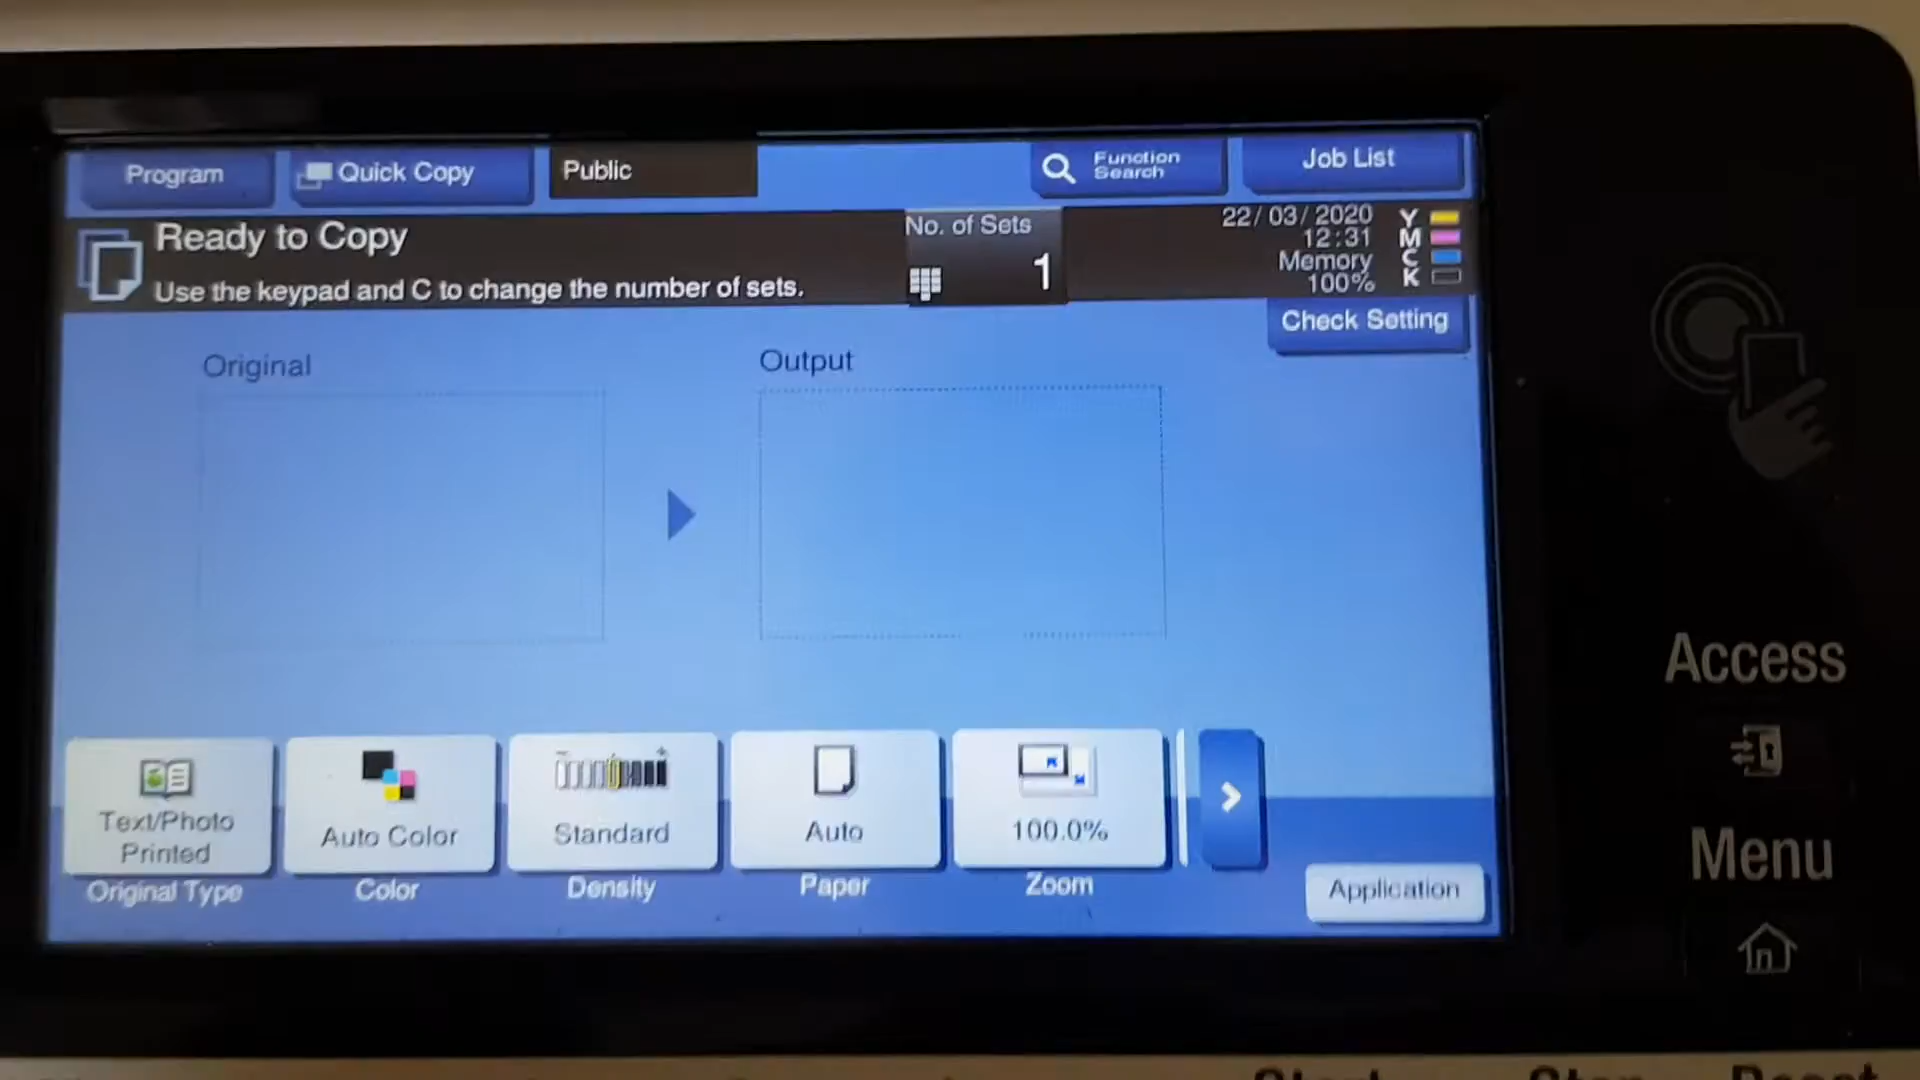 Program
Quick Copy
Public
Function
Search
Job List
Ready to Copy
Use the keypad and C to change the number of sets.
No. of Sets
1
22/03/2020
12:31
Memory
100%
Y
M
C
K
Check Setting
Original
Output
Text/Photo
Printed
Original Type
Auto Color
Color
Standard
Density
Auto
Paper
100.0%
Zoom
Application
Access
Menu